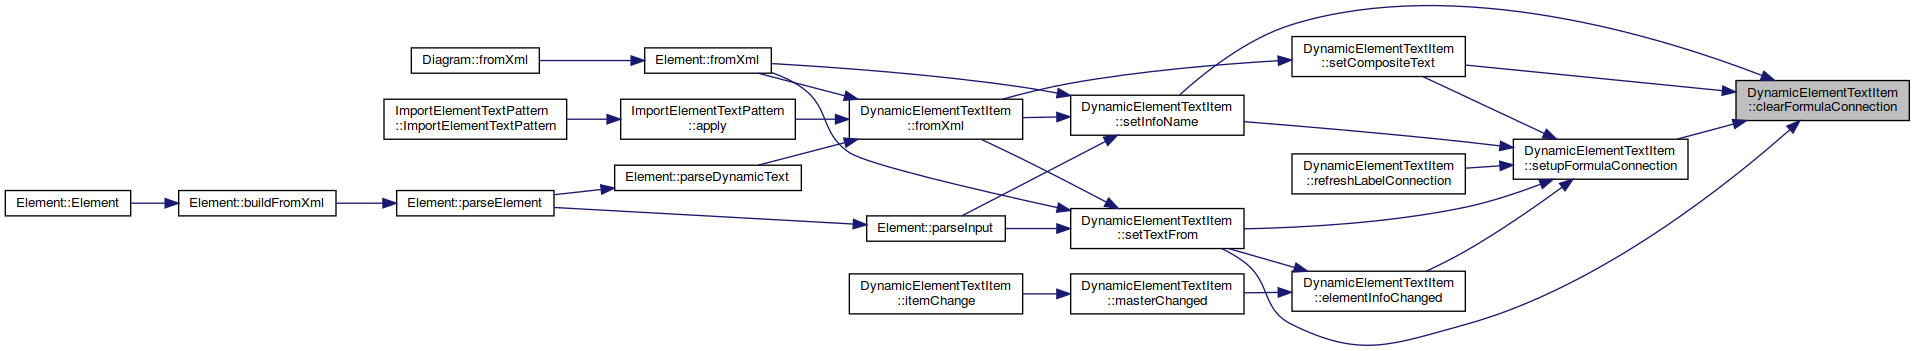 Diagram::fromXml
Element::fromXml
DynamicElementTextItem
::setCompositeText
DynamicElementTextItem
::clearFormulaConnection
ImportElementTextPattern
::ImportElementTextPattern
ImportElementTextPattern
::apply
DynamicElementTextItem
::fromXml
DynamicElementTextItem
::setInfoName
DynamicElementTextItem
::setupFormulaConnection
DynamicElementTextItem
::refreshLabelConnection
Element::parseDynamicText
Element::Element
Element::buildFromXml
Element::parseElement
Element::parseInput
DynamicElementTextItem
::setTextFrom
DynamicElementTextItem
::itemChange
DynamicElementTextItem
::masterChanged
DynamicElementTextItem
::elementInfoChanged